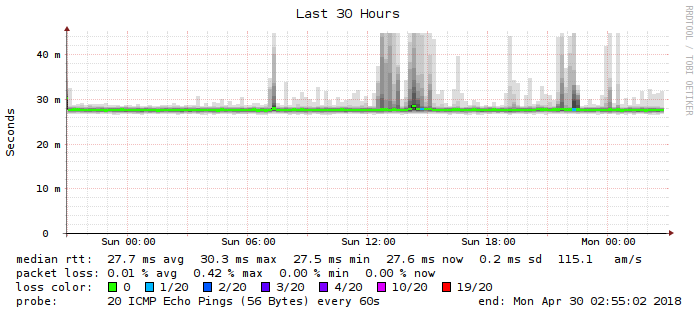 Last 30 Hours
RRDTOOL / TOBI OETIKER
Seconds
40 m
30 m
20 m
10 m
0
Sun 00:00 Sun 06:00 Sun 12:00 Sun 18:00 Mon 00:00
median rtt: 27.7 ms avg 30.3 ms max 27.5 ms min 27.6 ms now 0.2 ms sd 115.1 am/s
packet loss: 0.01 % avg 0.42 % max 0.00 % min 0.00 % now
loss color: 0 1/20 2/20 3/20 4/20 10/20 19/20
probe: 20 ICMP Echo Pings (56 Bytes) every 60s end: Mon Apr 30 02:55:02 2018